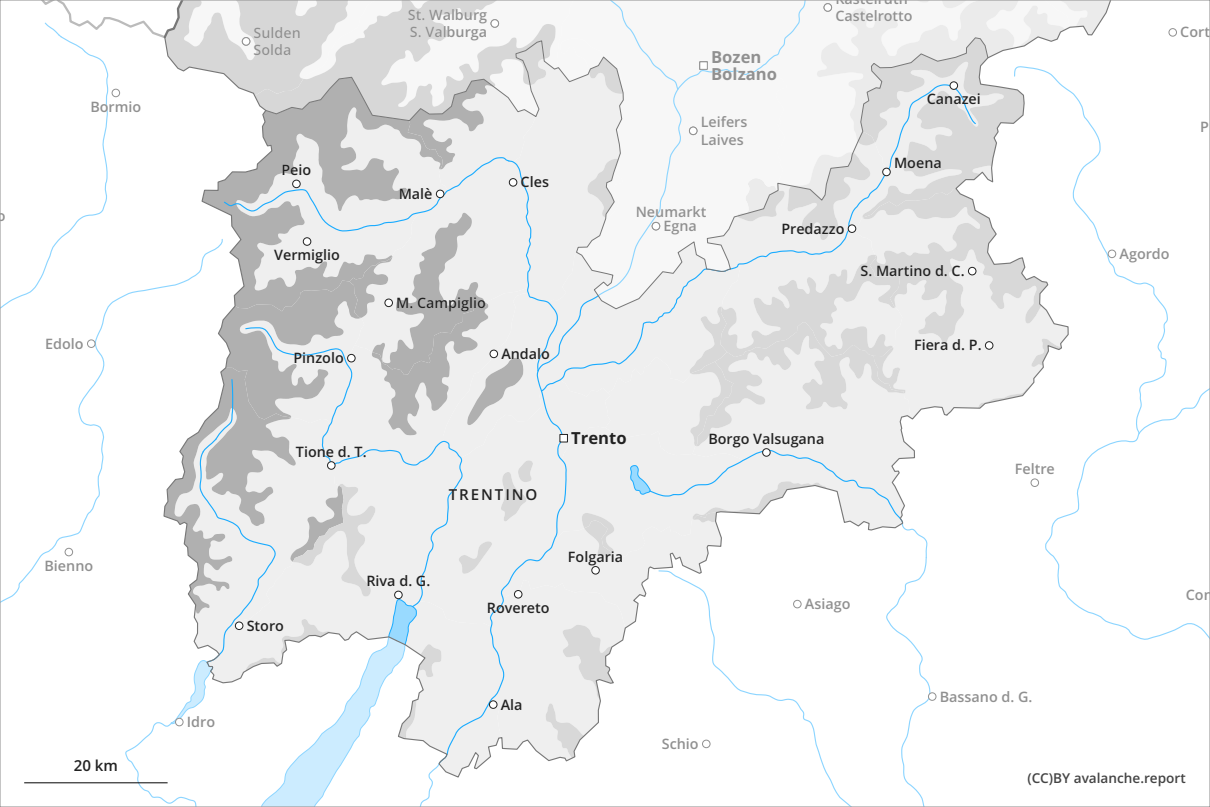 Kastelruth
Castelrotto
St. Walburg
S. Valburga
Sulden
Solda
Cort
Bozen
Bolzano
Bormio
Canazei
Leifers
Laives
P
Moena
Peio
Malè
Cles
Neumarkt
Egna
Predazzo
Vermiglio
Agordo
S. Martino d. C.
M. Campiglio
Edolo
Pinzolo
Andalo
Fiera d. P.
Trento
Borgo Valsugana
Tione d. T.
Feltre
TRENTINO
Bienno
Folgaria
Riva d. G.
Rovereto
Asiago
Cor
Storo
Bassano d. G.
Ala
Idro
Schio
20 km
(CC)BY avalanche.report